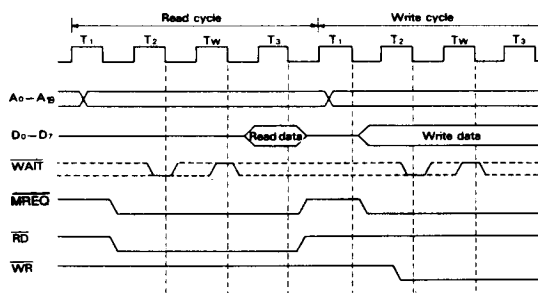 Read cycle Write cycle
T1 T2 Tw T3 T1 T2 Tw T3
A0–A19
D0–D7 Read data Write data
WAIT
MREQ
RD
WR